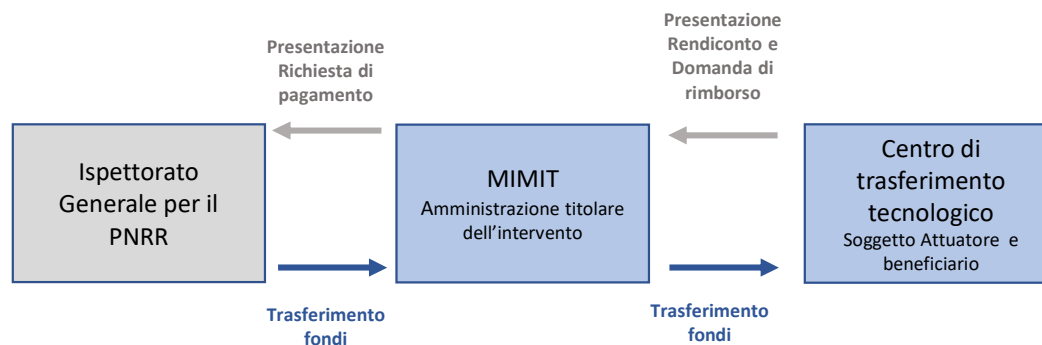 Presentazione
Richiesta di
pagamento
Presentazione
Rendiconto e
Domanda di
rimborso
Ispettorato
Generale per il
PNRR
MIMIT
Amministrazione titolare
dell’intervento
Centro di
trasferimento
tecnologico
Soggetto Attuatore e
beneficiario
Trasferimento
fondi
Trasferimento
fondi